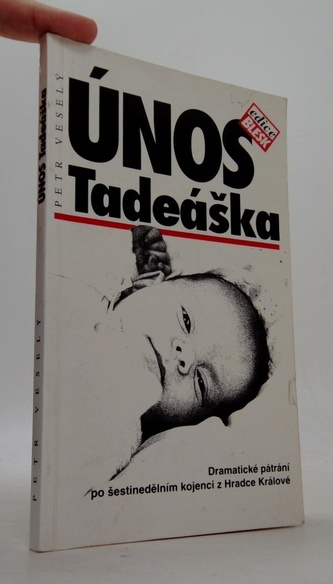 PETR VESELÝ
ÚNOS
Tadeáška
edice
BLESK
Dramatické pátrání
po šestinedělním kojenci z Hradce Králové
ÚNOS Tadeáška
PETR VESELÝ